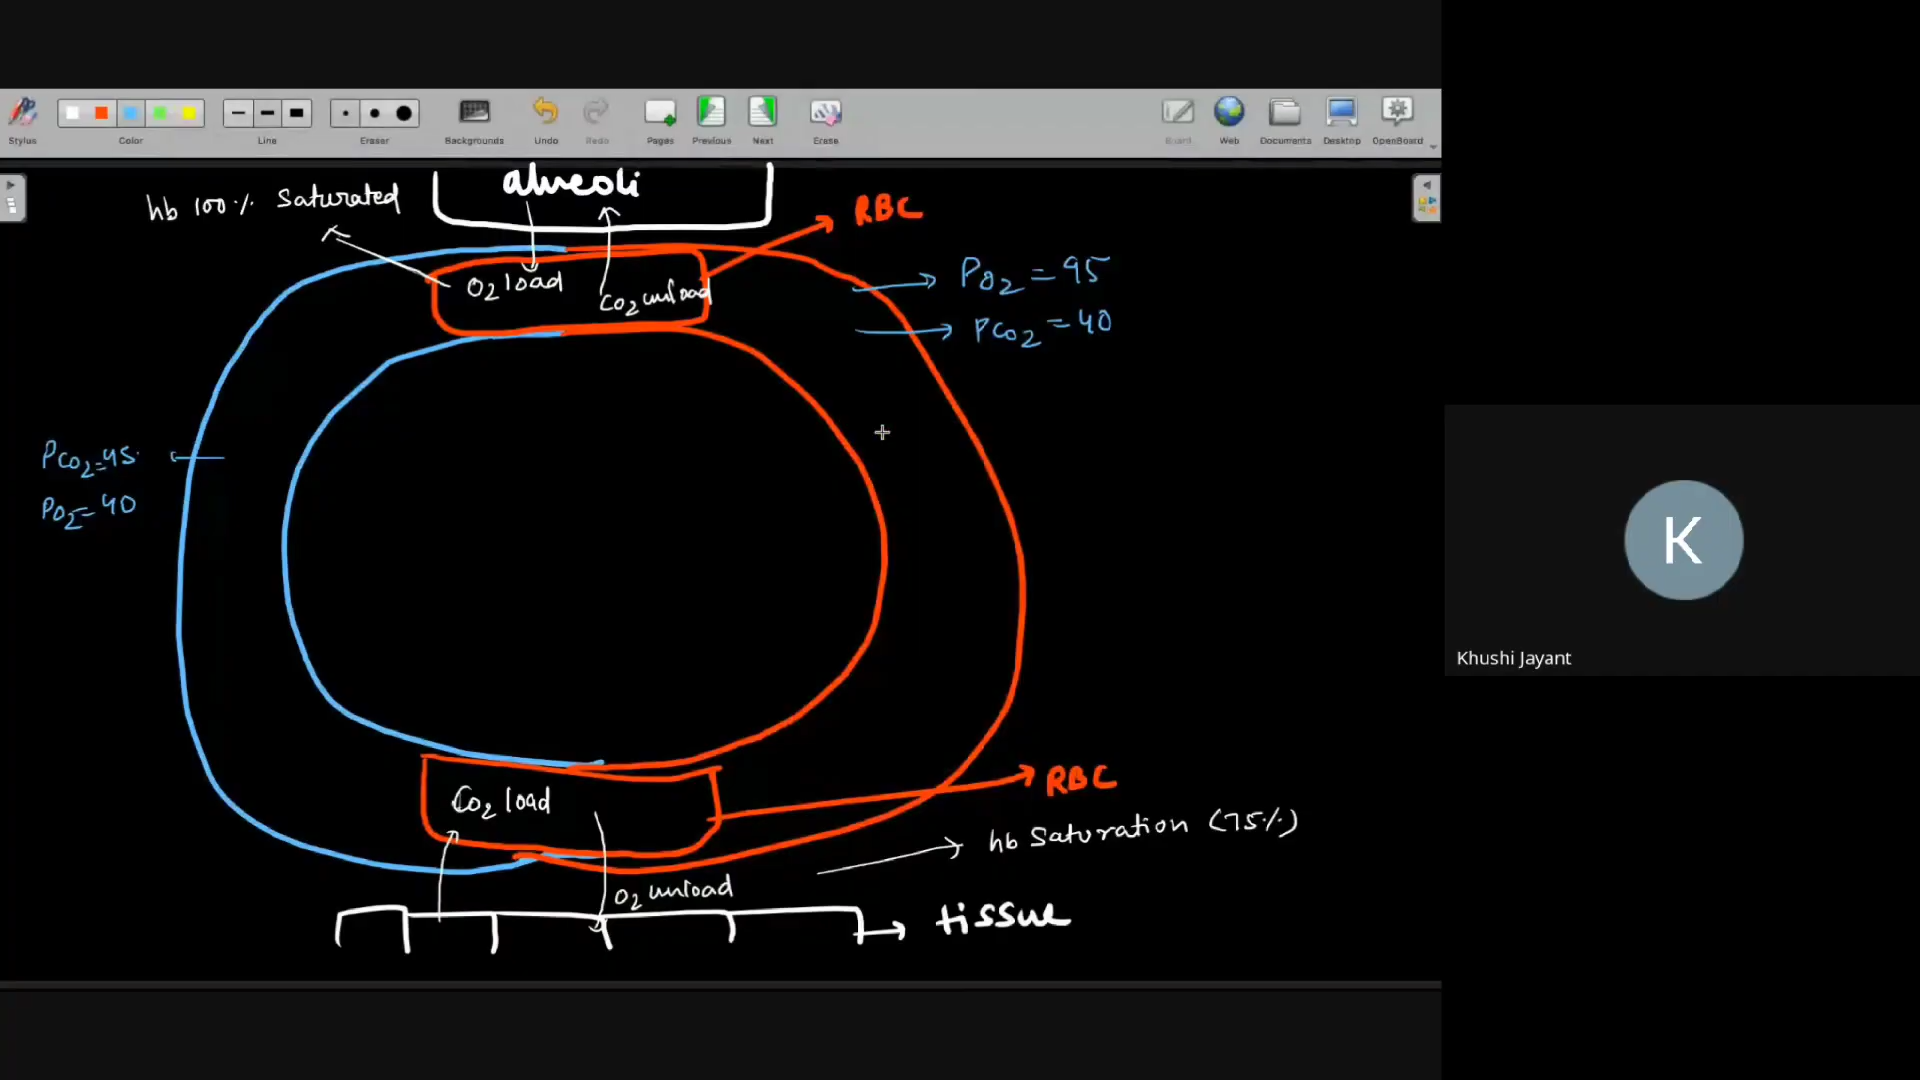 Stylus
Color
Line
Eraser
Backgrounds
Undo
Redo
Pages
Previous
Next
Erase
Board
Web
Documents
Desktop
OpenBoard
alveoli
hb 100% Saturated
RBC
O2 load
CO2 unload
PO2 = 95
PCO2 = 40
PCO2 = 45
PO2 = 40
K
Khushi Jayant
CO2 load
RBC
hb Saturation (75%)
O2 unload
tissue